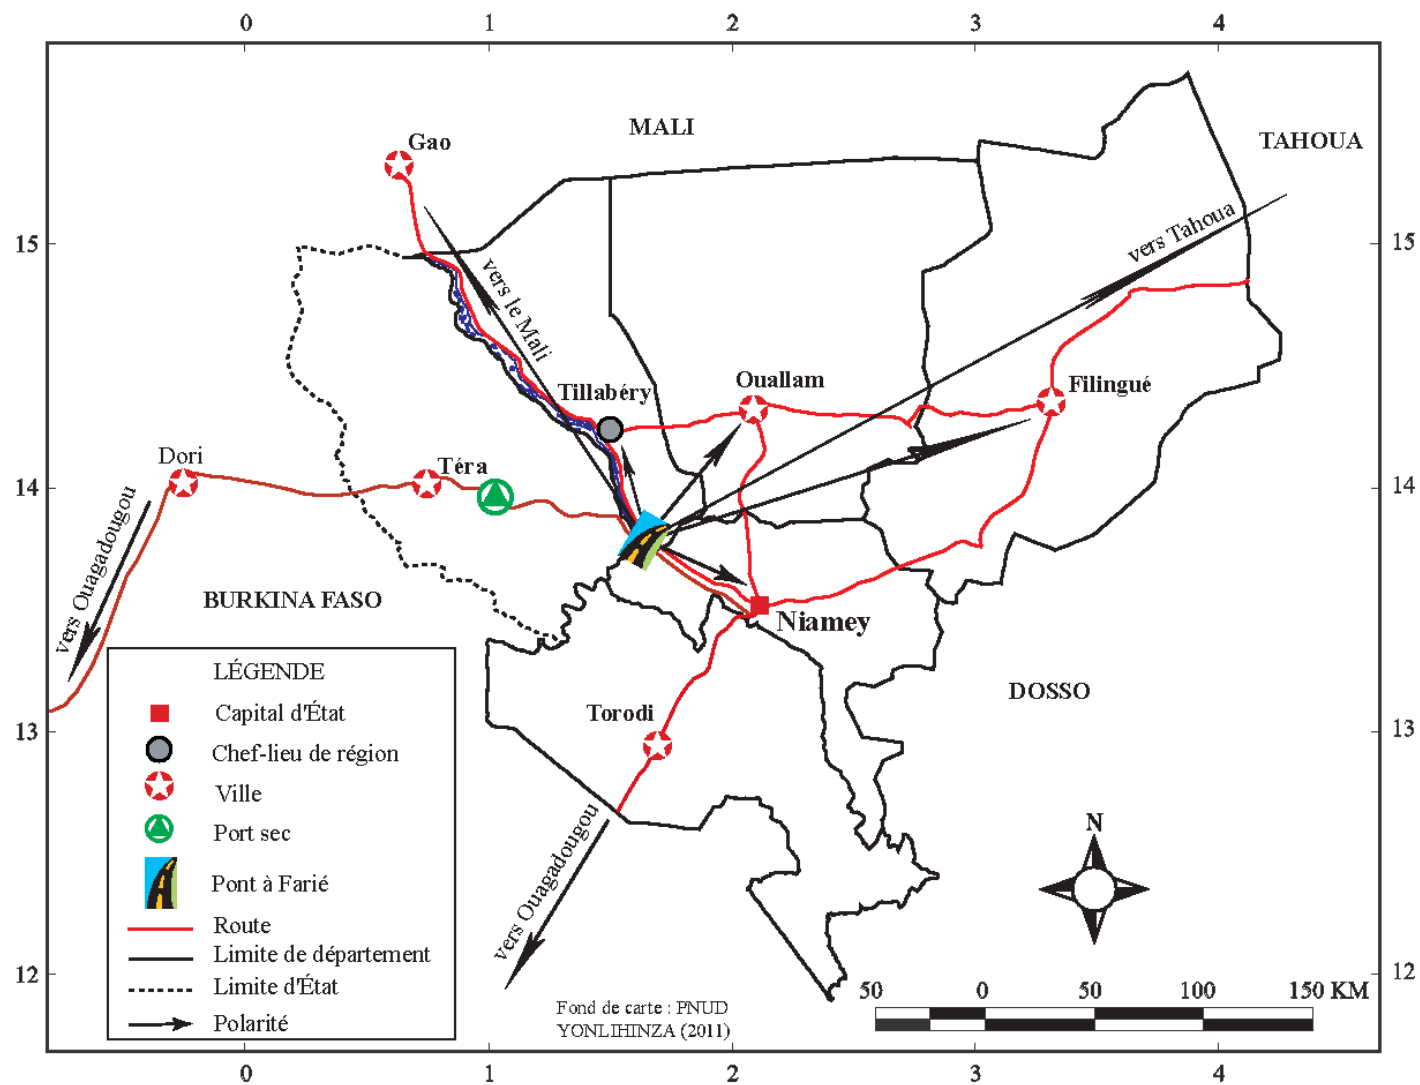 0 1 2 3 4
MALI
TAHOUA
Gao
15
15
vers Tahoua
vers le Mali
Tillabéry
Ouallam
Filingué
Dori
Téra
14
14
vers Ouagadougou
BURKINA FASO
Niamey
DOSSO
Torodi
13
13
LÉGENDE
Capital d'État
Chef-lieu de région
Ville
Port sec
Pont à Farié
Route
Limite de département
Limite d'État
Polarité
vers Ouagadougou
N
12
12
50 0 50 100 150 KM
Fond de carte : PNUD
YONLIHINZA (2011)
0 1 2 3 4